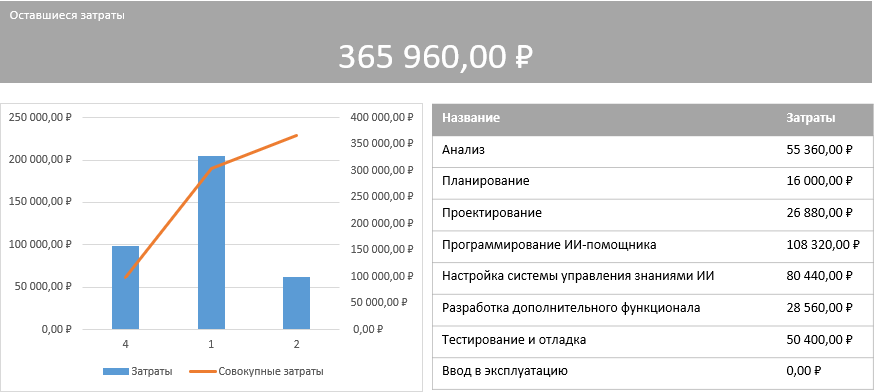 Оставшиеся затраты
365 960,00 ₽
250 000,00 ₽
200 000,00 ₽
150 000,00 ₽
100 000,00 ₽
50 000,00 ₽
0,00 ₽
400 000,00 ₽
350 000,00 ₽
300 000,00 ₽
250 000,00 ₽
200 000,00 ₽
150 000,00 ₽
100 000,00 ₽
50 000,00 ₽
0,00 ₽
4 1 2
Затраты Совокупные затраты
Название Затраты
Анализ 55 360,00 ₽
Планирование 16 000,00 ₽
Проектирование 26 880,00 ₽
Программирование ИИ-помощника 108 320,00 ₽
Настройка системы управления знаниями ИИ 80 440,00 ₽
Разработка дополнительного функционала 28 560,00 ₽
Тестирование и отладка 50 400,00 ₽
Ввод в эксплуатацию 0,00 ₽